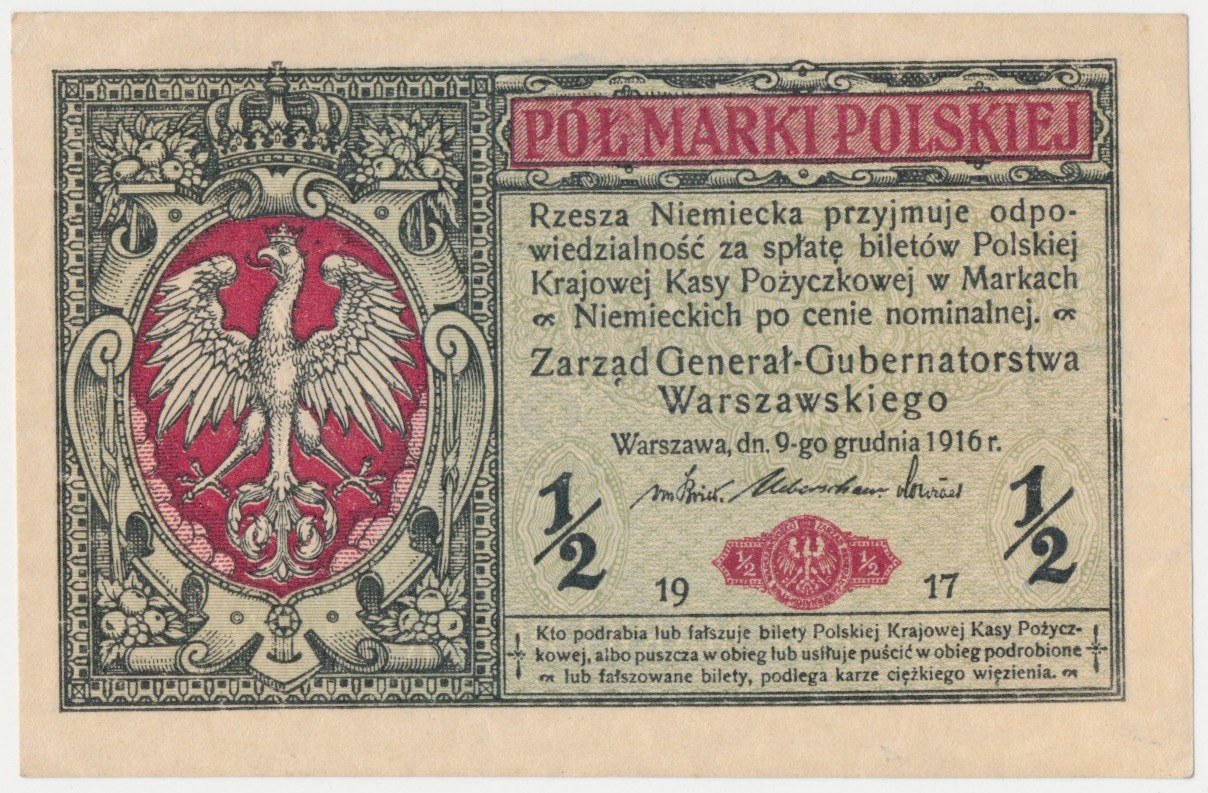 PÓŁ MARKI POLSKIEJ
Rzesza Niemiecka przyjmuje odpo-
wiedzialność za spłatę biletów Polskiej
Krajowej Kasy Pożyczkowej w Markach
Niemieckich po cenie nominalnej.
Zarząd Generał-Gubernatorstwa
Warszawskiego
Warszawa, dn. 9-go grudnia 1916 r.
1/2 1/2
1/2 1/2
19 17
Kto podrabia lub fałszuje bilety Polskiej Krajowej Kasy Pożycz-
kowej, albo puszcza w obieg lub usiłuje puścić w obieg podrobione
lub fałszowane bilety, podlega karze ciężkiego więzienia.